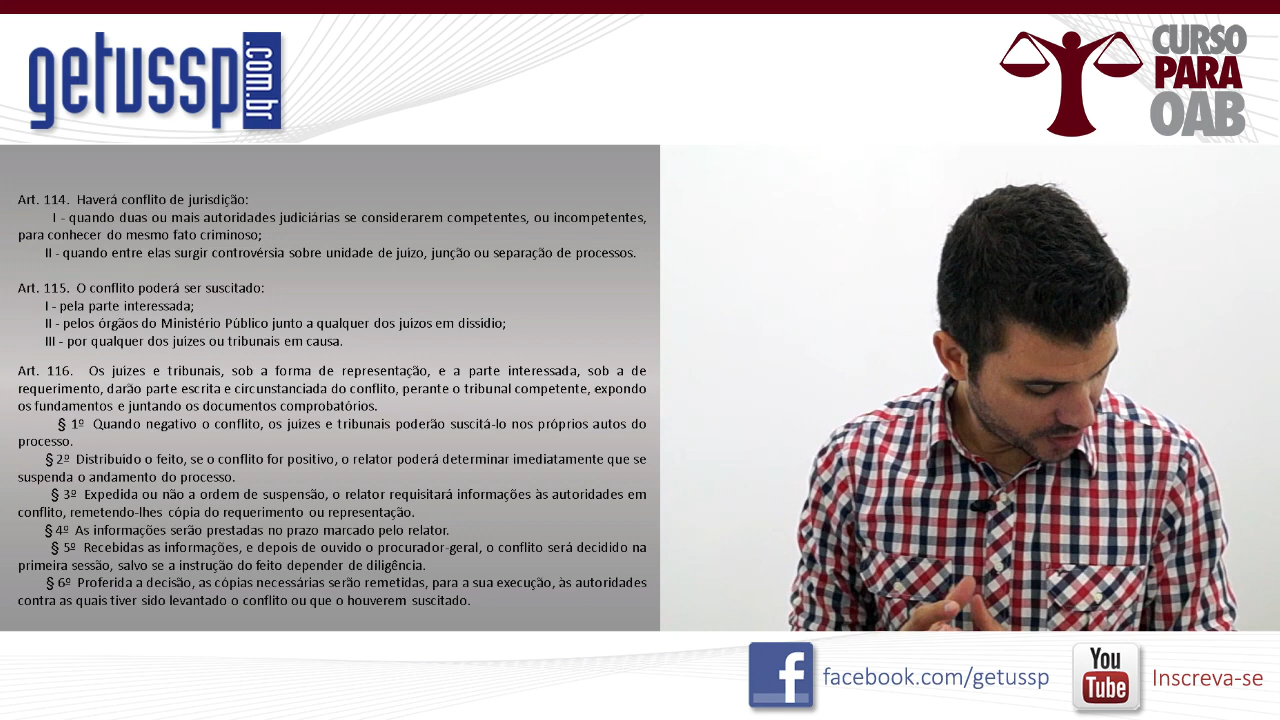 getussp.com.br
CURSO
PARA
OAB
Art. 114. Haverá conflito de jurisdição:
I - quando duas ou mais autoridades judiciárias se considerarem competentes, ou incompetentes,
para conhecer do mesmo fato criminoso;
II - quando entre elas surgir controvérsia sobre unidade de juízo, junção ou separação de processos.
Art. 115. O conflito poderá ser suscitado:
I - pela parte interessada;
II - pelos órgãos do Ministério Público junto a qualquer dos juízos em dissídio;
III - por qualquer dos juízes ou tribunais em causa.
Art. 116. Os juízes e tribunais, sob a forma de representação, e a parte interessada, sob a de
requerimento, darão parte escrita e circunstanciada do conflito, perante o tribunal competente, expondo
os fundamentos e juntando os documentos comprobatórios.
§ 1º Quando negativo o conflito, os juízes e tribunais poderão suscitá-lo nos próprios autos do
processo.
§ 2º Distribuído o feito, se o conflito for positivo, o relator poderá determinar imediatamente que se
suspenda o andamento do processo.
§ 3º Expedida ou não a ordem de suspensão, o relator requisitará informações às autoridades em
conflito, remetendo-lhes cópia do requerimento ou representação.
§ 4º As informações serão prestadas no prazo marcado pelo relator.
§ 5º Recebidas as informações, e depois de ouvido o procurador-geral, o conflito será decidido na
primeira sessão, salvo se a instrução do feito depender de diligência.
§ 6º Proferida a decisão, as cópias necessárias serão remetidas, para a sua execução, às autoridades
contra as quais tiver sido levantado o conflito ou que o houverem suscitado.
f facebook.com/getussp
You
Tube
Inscreva-se